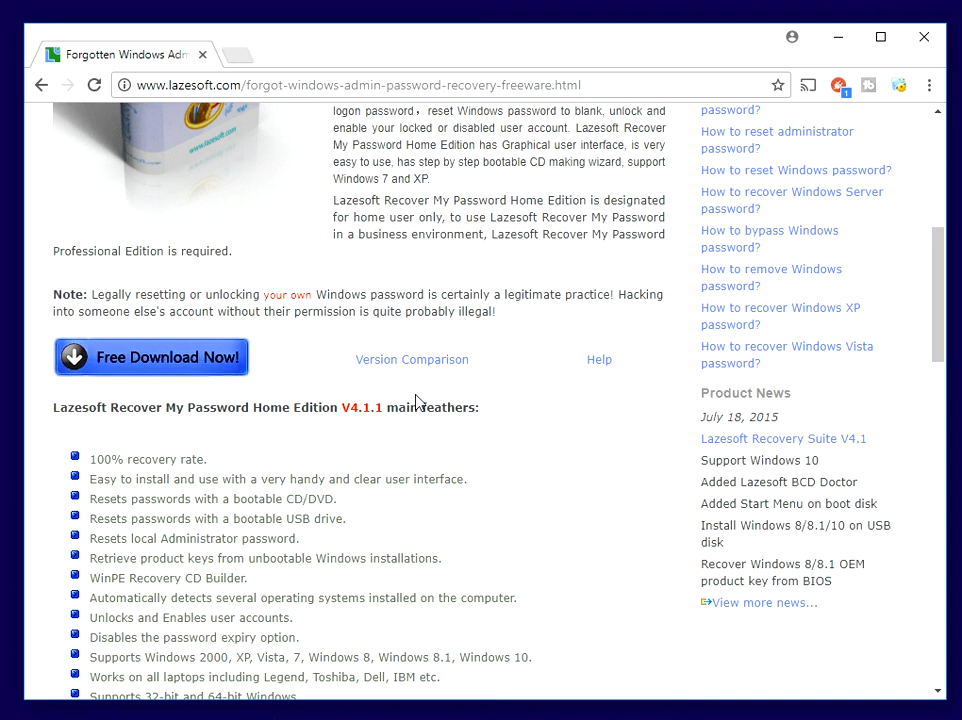 Forgotten Windows Adm
www.lazesoft.com/forgot-windows-admin-password-recovery-freeware.html
1
www.lazesoft.com
logon password, reset Windows password to blank, unlock and
enable your locked or disabled user account. Lazesoft Recover
My Password Home Edition has Graphical user interface, is very
easy to use, has step by step bootable CD making wizard, support
Windows 7 and XP.
Lazesoft Recover My Password Home Edition is designated
for home user only, to use Lazesoft Recover My Password
in a business environment, Lazesoft Recover My Password
Professional Edition is required.
Note: Legally resetting or unlocking your own Windows password is certainly a legitimate practice! Hacking
into someone else's account without their permission is quite probably illegal!
Free Download Now!
Version Comparison
Help
Lazesoft Recover My Password Home Edition V4.1.1 main feathers:
100% recovery rate.
Easy to install and use with a very handy and clear user interface.
Resets passwords with a bootable CD/DVD.
Resets passwords with a bootable USB drive.
Resets local Administrator password.
Retrieve product keys from unbootable Windows installations.
WinPE Recovery CD Builder.
Automatically detects several operating systems installed on the computer.
Unlocks and Enables user accounts.
Disables the password expiry option.
Supports Windows 2000, XP, Vista, 7, Windows 8, Windows 8.1, Windows 10.
Works on all laptops including Legend, Toshiba, Dell, IBM etc.
Supports 32-bit and 64-bit Windows.
password?
How to reset administrator
password?
How to reset Windows password?
How to recover Windows Server
password?
How to bypass Windows
password?
How to remove Windows
password?
How to recover Windows XP
password?
How to recover Windows Vista
password?
Product News
July 18, 2015
Lazesoft Recovery Suite V4.1
Support Windows 10
Added Lazesoft BCD Doctor
Added Start Menu on boot disk
Install Windows 8/8.1/10 on USB
disk
Recover Windows 8/8.1 OEM
product key from BIOS
View more news...